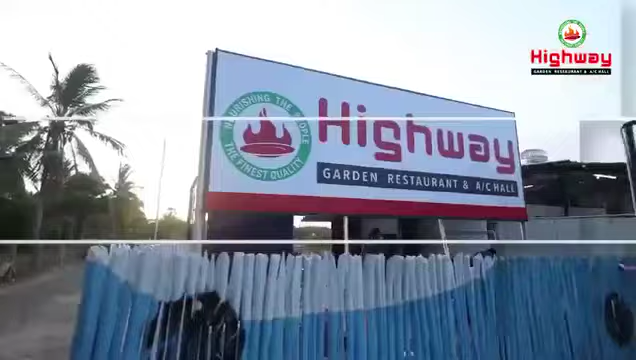 Highway
GARDEN RESTAURANT & A/C HALL
NOURISHING THE PEOPLE
THE FINEST QUALITY
Highway
GARDEN RESTAURANT & A/C HALL